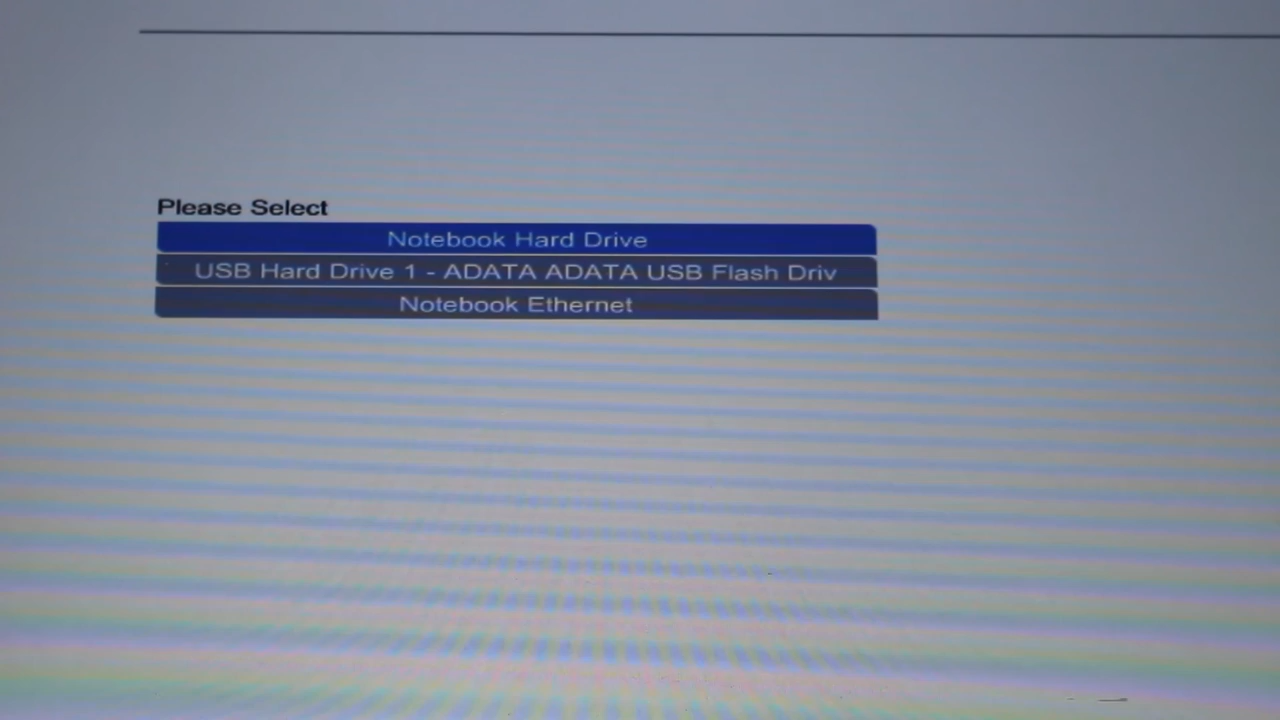 Please Select
Notebook Hard Drive
USB Hard Drive 1 - ADATA ADATA USB Flash Driv
Notebook Ethernet